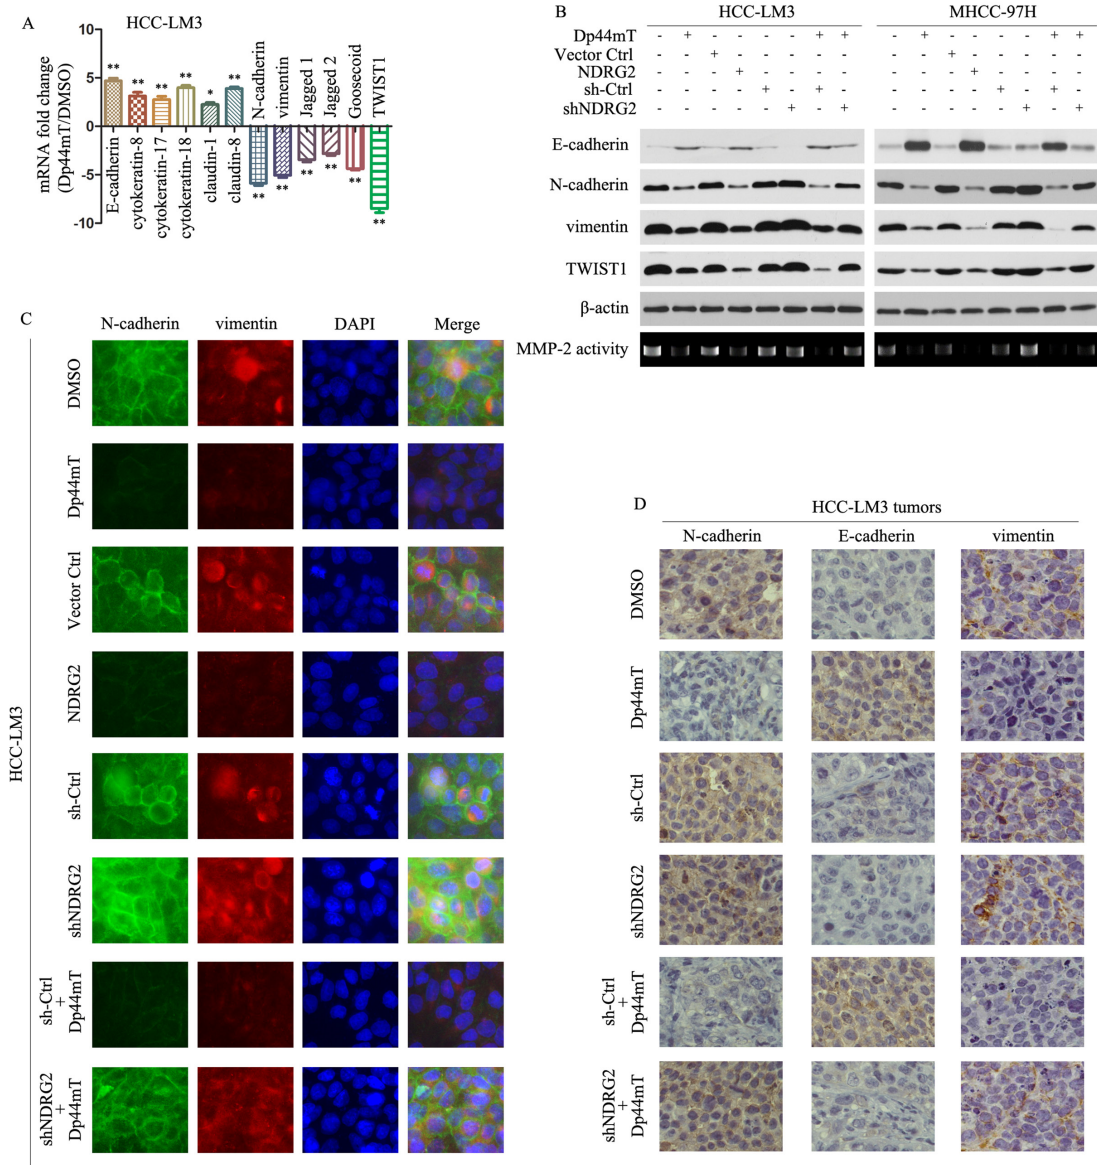 A
HCC-LM3
mRNA fold change
(Dp44mT/DMSO)
10
5
0
-5
-10
** ** ** ** * **
E-cadherin
cytokeratin-8
cytokeratin-17
cytokeratin-18
claudin-1
claudin-8
N-cadherin
vimentin
Jagged 1
Jagged 2
Goosecoid
TWIST1
** ** ** ** ** **
B
HCC-LM3 MHCC-97H
Dp44mT - + - - - - + + - + - - - - + +
Vector Ctrl - - + - - - - - - - + - - - - -
NDRG2 - - - + - - - - - - - + - - - -
sh-Ctrl - - - - + - + - - - - - + - + -
shNDRG2 - - - - - + - + - - - - - + - +
E-cadherin
N-cadherin
vimentin
TWIST1
β-actin
MMP-2 activity
C
N-cadherin vimentin DAPI Merge
HCC-LM3
DMSO
Dp44mT
Vector Ctrl
NDRG2
sh-Ctrl
shNDRG2
sh-Ctrl
+
Dp44mT
shNDRG2
+
Dp44mT
D
HCC-LM3 tumors
N-cadherin E-cadherin vimentin
DMSO
Dp44mT
sh-Ctrl
shNDRG2
sh-Ctrl
+
Dp44mT
shNDRG2
+
Dp44mT